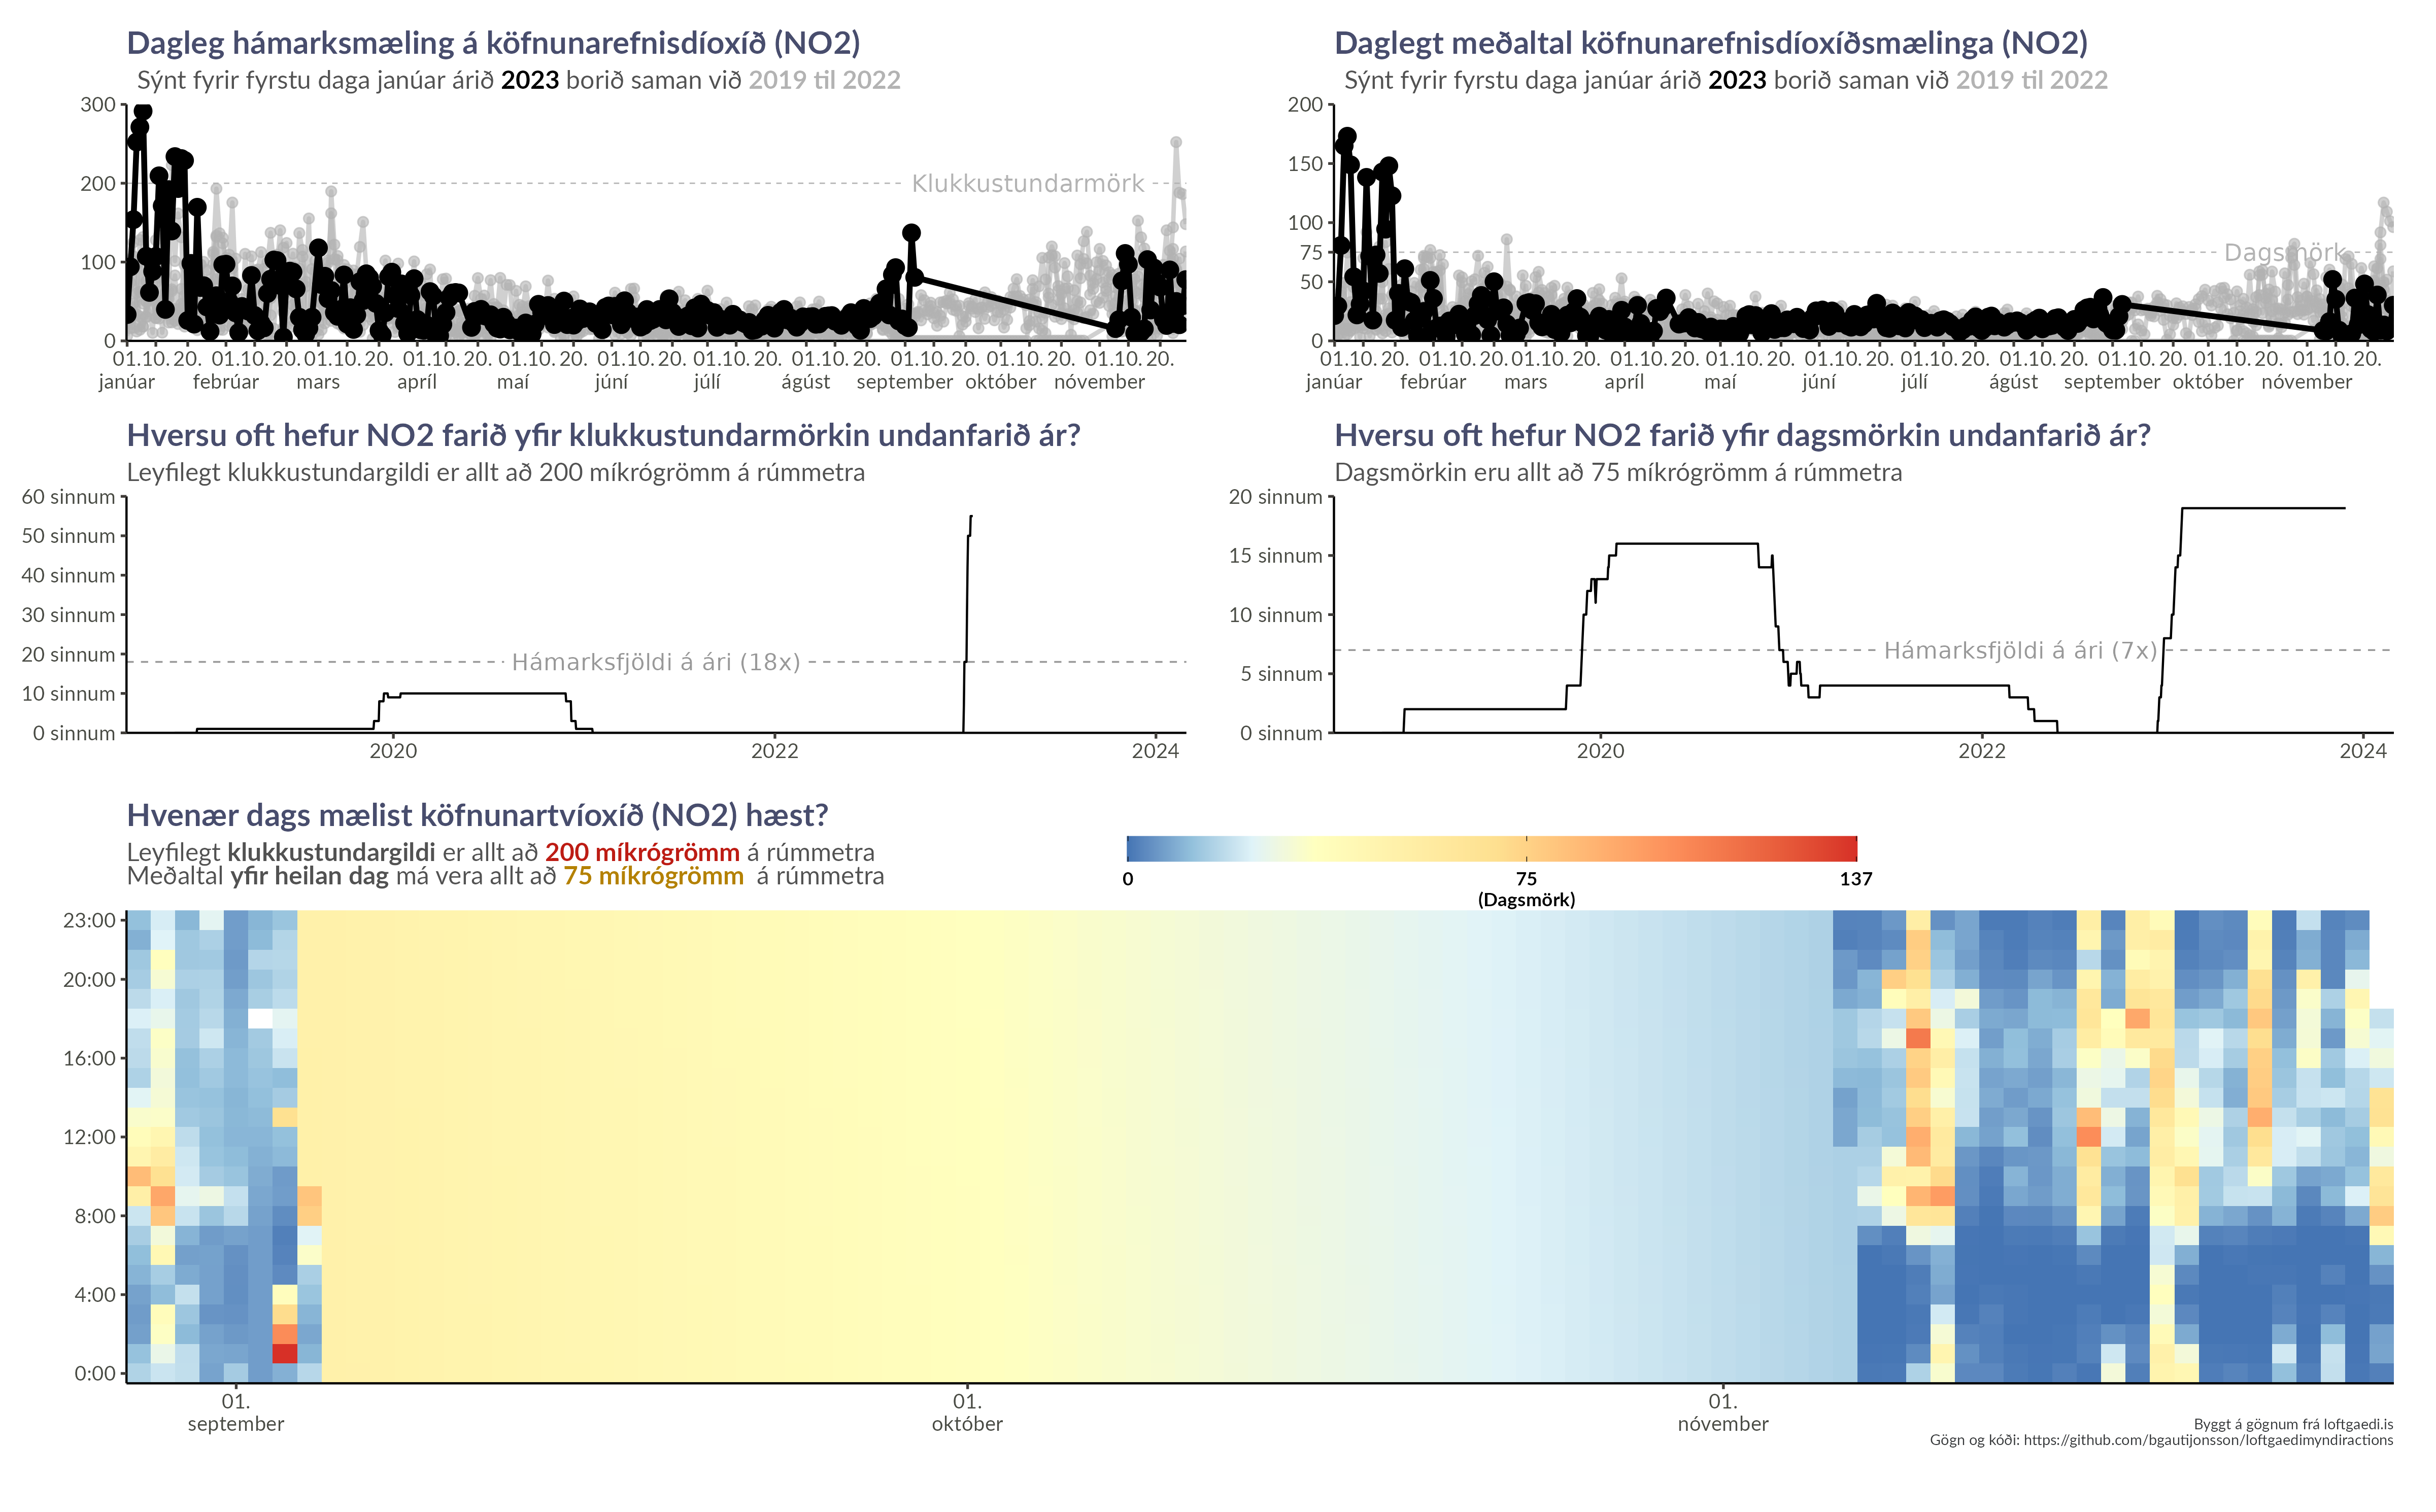 Dagleg hámarksmæling á köfnunarefnisdíoxíð (NO2)
Sýnt fyrir fyrstu daga janúar árið 2023 borið saman við 2019 til 2022
300
200
100
0
Klukkustundarmörk
01. 10. 20. 01. 10. 20. 01. 10. 20. 01. 10. 20. 01. 10. 20. 01. 10. 20. 01. 10. 20. 01. 10. 20. 01. 10. 20. 01. 10. 20. 01. 10. 20.
janúar febrúar mars apríl maí júní júlí ágúst september október nóvember
Daglegt meðaltal köfnunarefnisdíoxíðsmælinga (NO2)
Sýnt fyrir fyrstu daga janúar árið 2023 borið saman við 2019 til 2022
200
150
100
75
50
0
Dagsmörk
01. 10. 20. 01. 10. 20. 01. 10. 20. 01. 10. 20. 01. 10. 20. 01. 10. 20. 01. 10. 20. 01. 10. 20. 01. 10. 20. 01. 10. 20. 01. 10. 20.
janúar febrúar mars apríl maí júní júlí ágúst september október nóvember
Hversu oft hefur NO2 farið yfir klukkustundarmörkin undanfarið ár?
Leyfilegt klukkustundargildi er allt að 200 míkrógrömm á rúmmetra
60 sinnum
50 sinnum
40 sinnum
30 sinnum
20 sinnum
10 sinnum
0 sinnum
Hámarksfjöldi á ári (18x)
2020 2022 2024
Hversu oft hefur NO2 farið yfir dagsmörkin undanfarið ár?
Dagsmörkin eru allt að 75 míkrógrömm á rúmmetra
20 sinnum
15 sinnum
10 sinnum
5 sinnum
0 sinnum
Hámarksfjöldi á ári (7x)
2020 2022 2024
Hvenær dags mælist köfnunartvíoxíð (NO2) hæst?
Leyfilegt klukkustundargildi er allt að 200 míkrógrömm á rúmmetra
Meðaltal yfir heilan dag má vera allt að 75 míkrógrömm á rúmmetra
0 75 137
(Dagsmörk)
23:00
20:00
16:00
12:00
8:00
4:00
0:00
01. 01. 01.
september október nóvember
Byggt á gögnum frá loftgaedi.is
Gögn og kóði: https://github.com/bgautijonsson/loftgaedimyndiractions